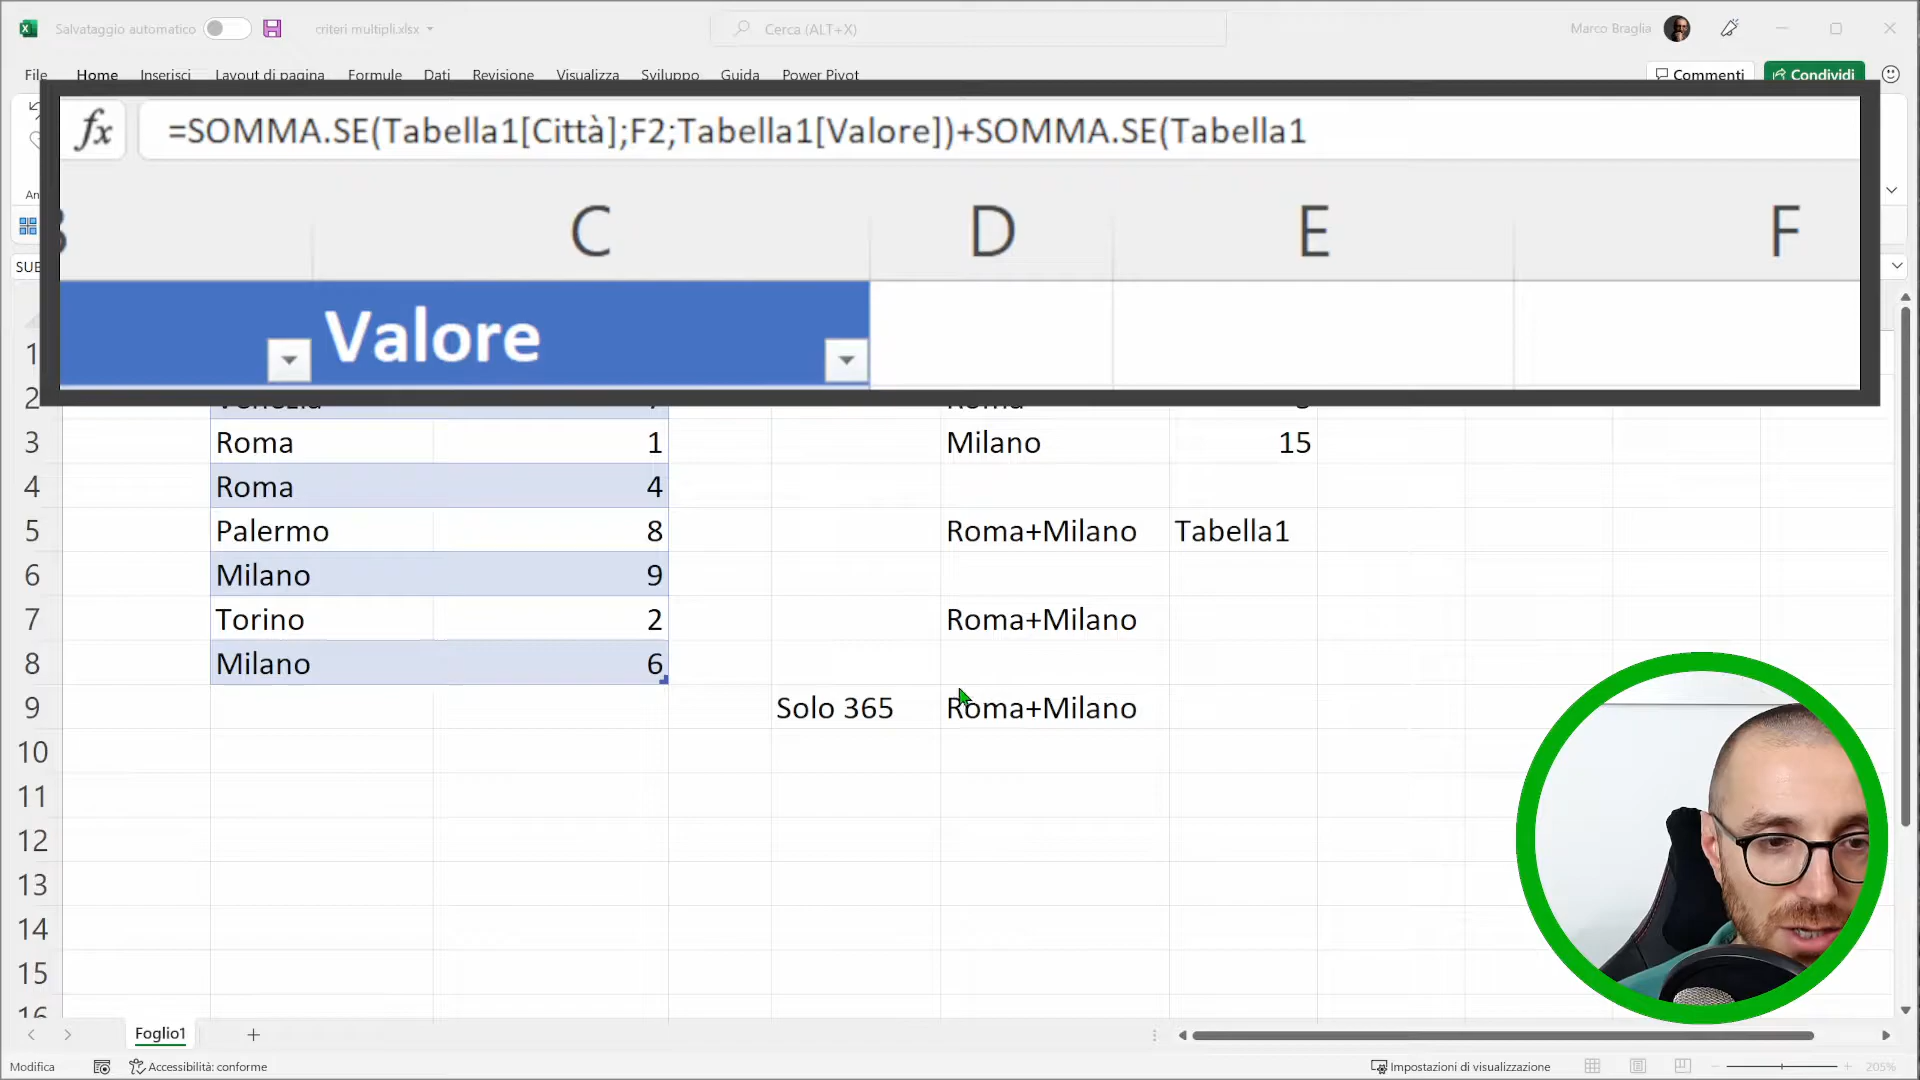 Salvataggio automatico
criteri multipli.xlsx
Cerca (ALT+X)
Marco Braglia
File Home Inserisci Layout di pagina Formule Dati Revisione Visualizza Sviluppo Guida Power Pivot
Commenti Condividi
fx =SOMMA.SE(Tabella1[Città];F2;Tabella1[Valore])+SOMMA.SE(Tabella1
C D E F
Valore
1
2
3 Roma 1 Milano 15
4 Roma 4
5 Palermo 8 Roma+Milano Tabella1
6 Milano 9
7 Torino 2 Roma+Milano
8 Milano 6
9 Solo 365 Roma+Milano
10
11
12
13
14
15
16
Foglio1
Modifica Accessibilità: conforme Impostazioni di visualizzazione 205%